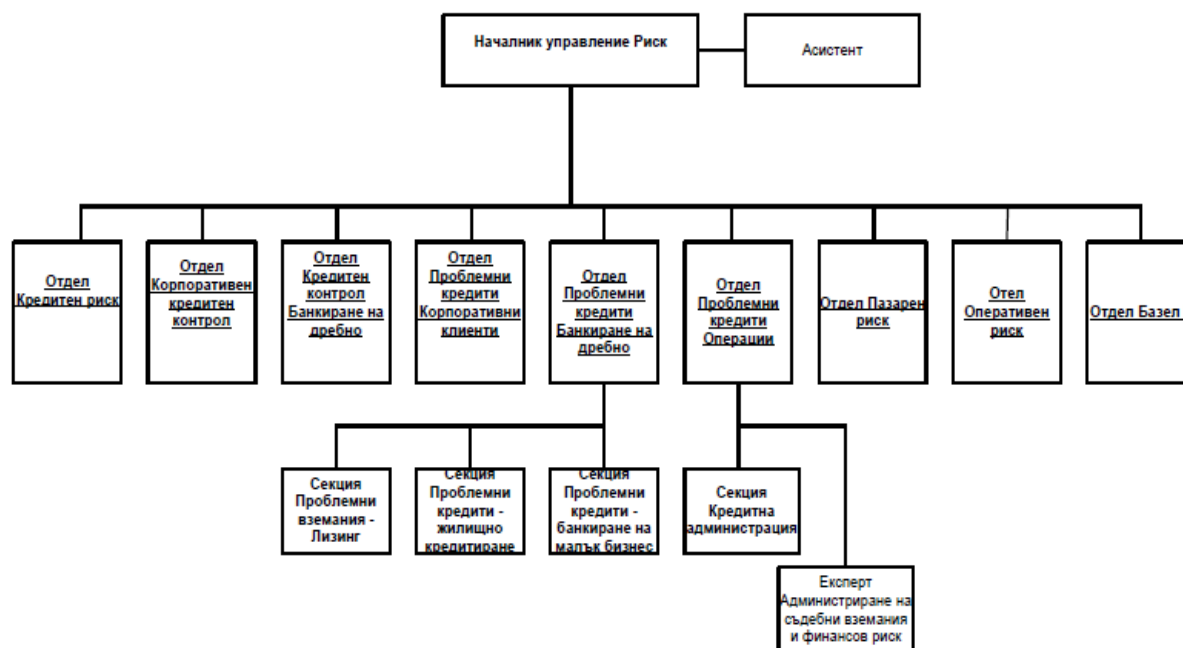 Началник управление Риск
Асистент
Отдел
Кредитен риск
Отдел
Корпоративен
кредитен
контрол
Отдел
Кредитен
контрол
Банкиране на
дребно
Отдел
Проблемни
кредити
Корпоративни
клиенти
Отдел
Проблемни
кредити
Банкиране на
дребно
Отдел
Проблемни
кредити
Операции
Отдел Пазарен
риск
Отел
Оперативен
риск
Отдел Базел
Секция
Проблемни
вземания -
Лизинг
Секция
Проблемни
кредити -
жилищно
кредитиране
Секция
Проблемни
кредити -
банкиране на
малък бизнес
Секция
Кредитна
администрация
Експерт
Администриране на
съдебни вземания
и финансов риск